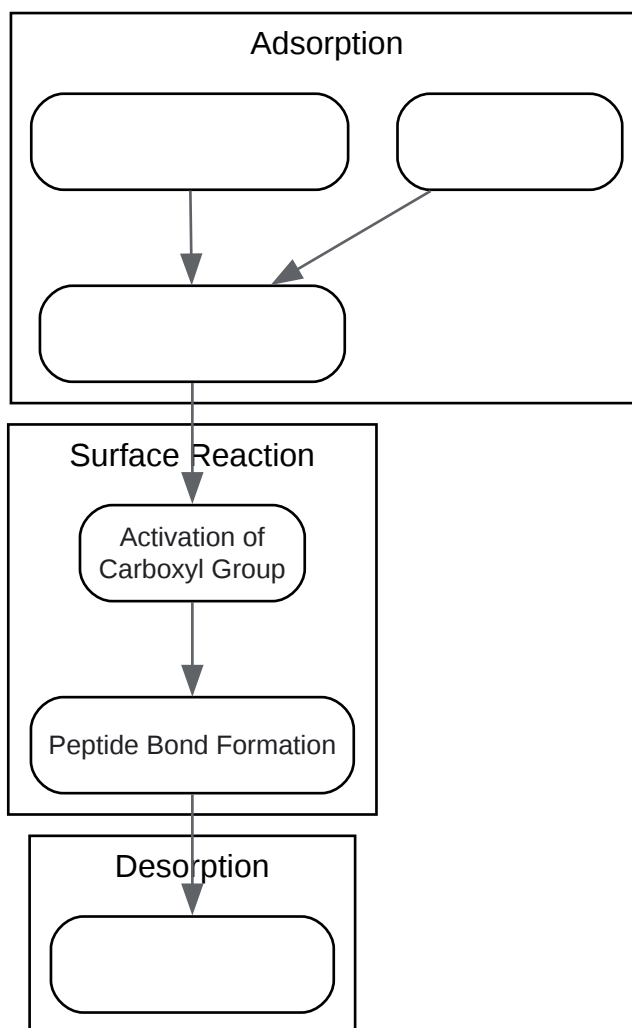 Adsorption
Surface Reaction
Activation of
Carboxyl Group
Peptide Bond Formation
Desorption